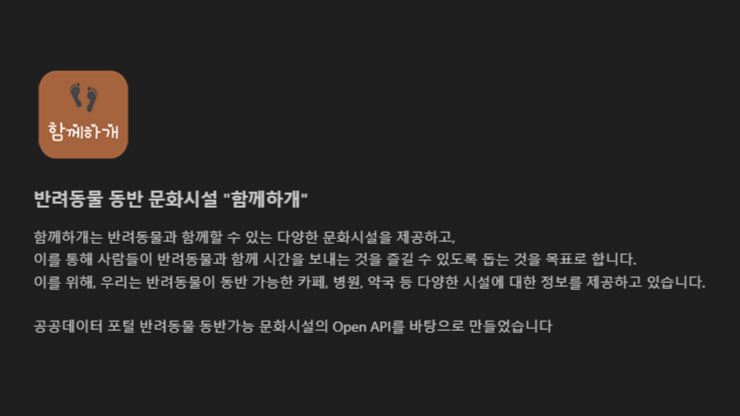 함께하개
반려동물 동반 문화시설 "함께하개"
함께하개는 반려동물과 함께할 수 있는 다양한 문화시설을 제공하고,
이를 통해 사람들이 반려동물과 함께 시간을 보내는 것을 즐길 수 있도록 돕는 것을 목표로 합니다.
이를 위해, 우리는 반려동물이 동반 가능한 카페, 병원, 약국 등 다양한 시설에 대한 정보를 제공하고 있습니다.
공공데이터 포털 반려동물 동반가능 문화시설의 Open API를 바탕으로 만들었습니다